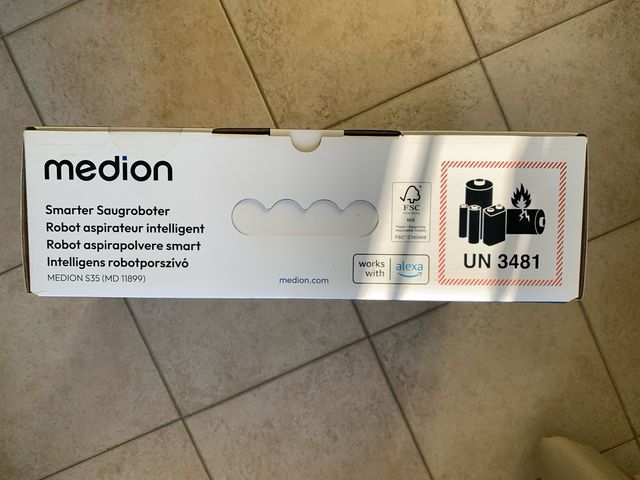 medion
Smarter Saugroboter
Robot aspirateur intelligent
Robot aspirapolvere smart
Intelligens robotporszívó
MEDION S35 (MD 11899)
medion.com
FSC
MIX
works
with
alexa
UN 3481